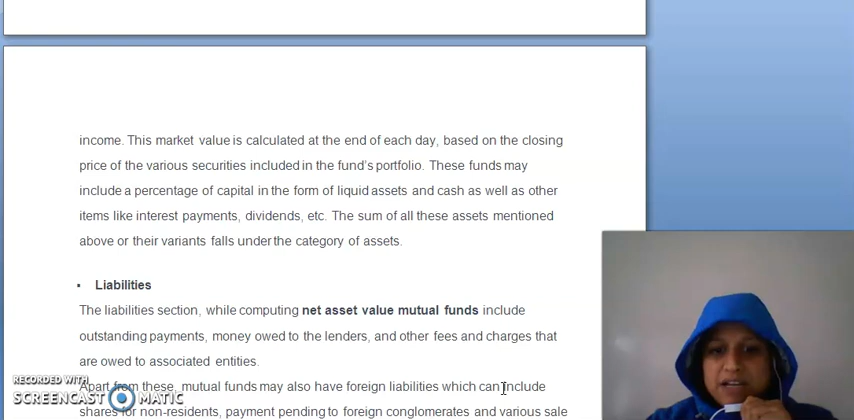 income. This market value is calculated at the end of each day, based on the closing
price of the various securities included in the fund's portfolio. These funds may
include a percentage of capital in the form of liquid assets and cash as well as other
items like interest payments, dividends, etc. The sum of all these assets mentioned
above or their variants falls under the category of assets.
▪ Liabilities
The liabilities section, while computing net asset value mutual funds include
outstanding payments, money owed to the lenders, and other fees and charges that
are owed to associated entities.
Apart from these, mutual funds may also have foreign liabilities which can include
shares for non-residents, payment pending to foreign conglomerates and various sale
RECORDED WITH
SCREENCAST MATIC